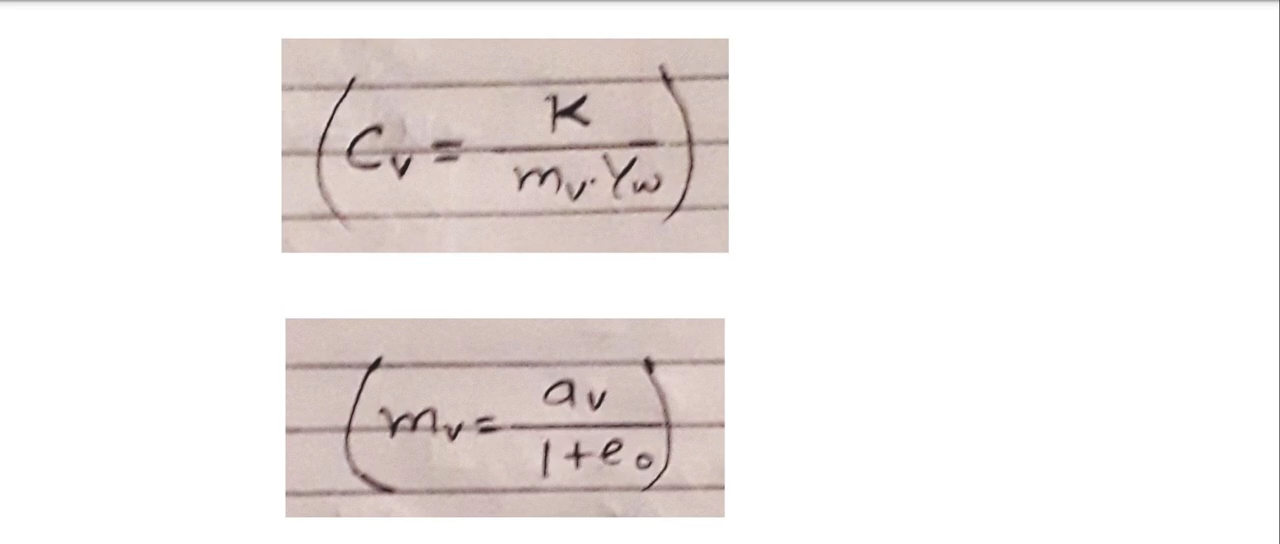 (Cv = K / mv · γw)
(mv = av / 1+e₀)